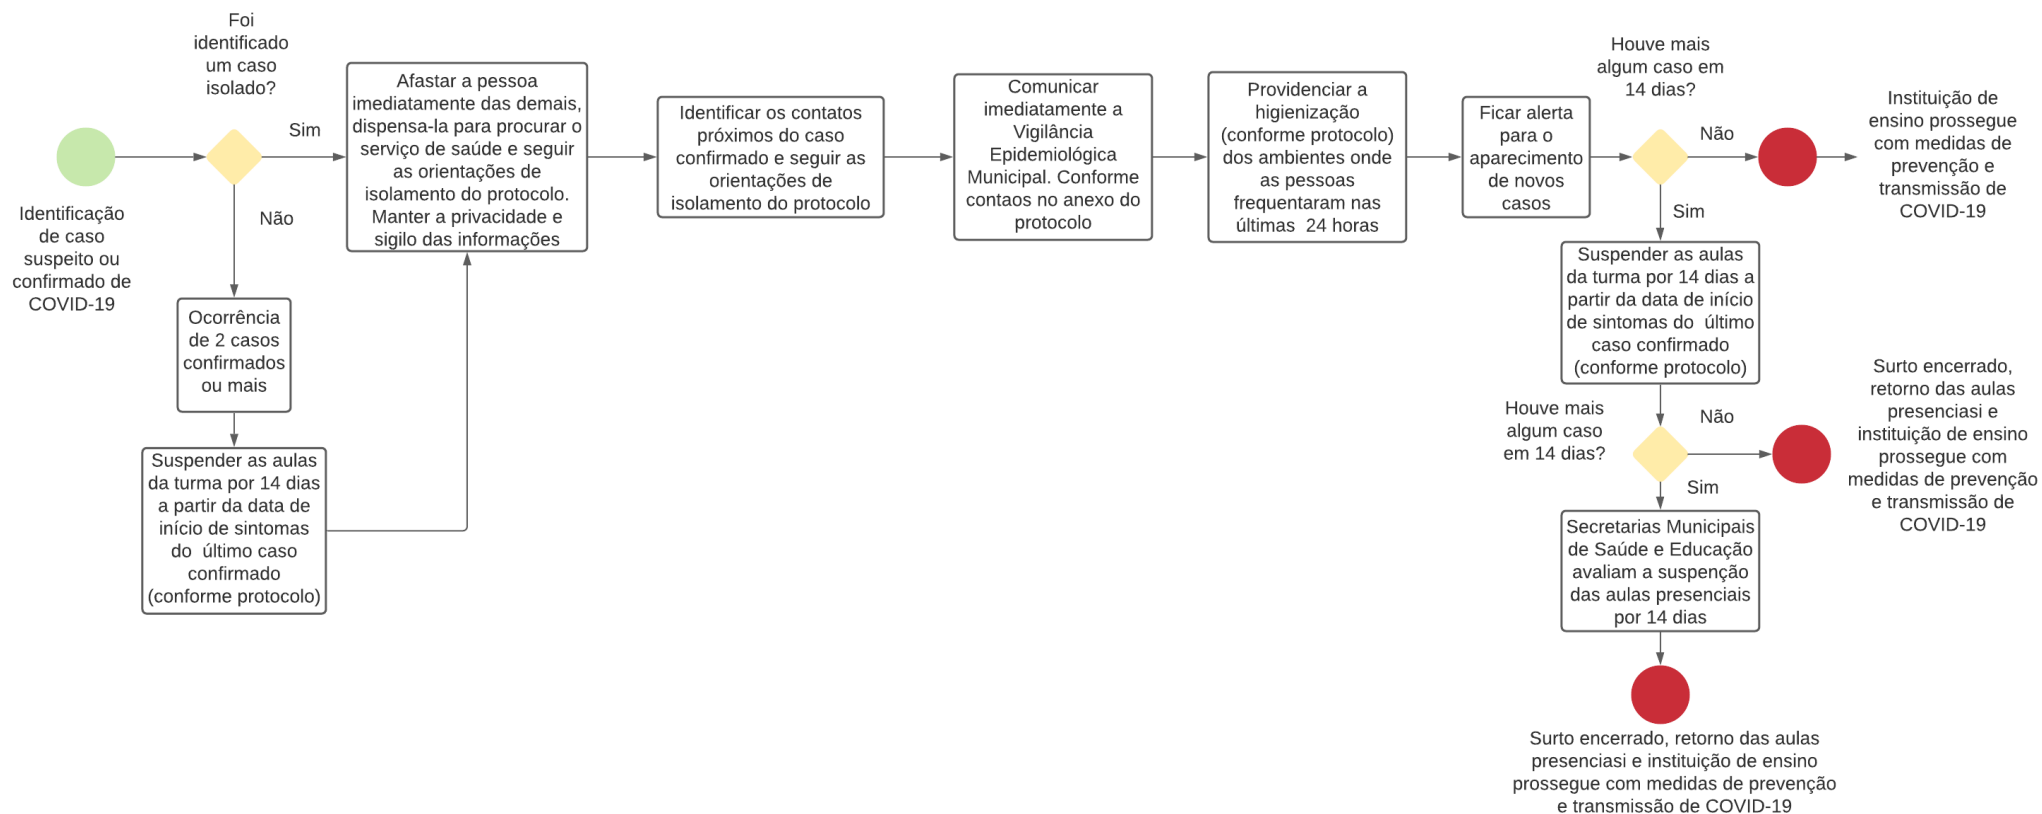 Foi
identificado
um caso
isolado?
Sim
Não
Identificação
de caso
suspeito ou
confirmado de
COVID-19
Ocorrência
de 2 casos
confirmados
ou mais
Suspender as aulas
da turma por 14 dias
a partir da data de
início de sintomas
do  último caso
confirmado
(conforme protocolo)
Afastar a pessoa
imediatamente das demais,
dispensa-la para procurar o
serviço de saúde e seguir
as orientações de
isolamento do protocolo.
Manter a privacidade e
sigilo das informações
Identificar os contatos
próximos do caso
confirmado e seguir as
orientações de
isolamento do protocolo
Comunicar
imediatamente a
Vigilância
Epidemiológica
Municipal. Conforme
contaos no anexo do
protocolo
Providenciar a
higienização
(conforme protocolo)
dos ambientes onde
as pessoas
frequentaram nas
últimas  24 horas
Ficar alerta
para o
aparecimento
de novos
casos
Houve mais
algum caso em
14 dias?
Não
Instituição de
ensino prossegue
com medidas de
prevenção e
transmissão de
COVID-19
Sim
Suspender as aulas
da turma por 14 dias a
partir da data de início
de sintomas do  último
caso confirmado
(conforme protocolo)
Houve mais
algum caso
em 14 dias?
Não
Surto encerrado,
retorno das aulas
presenciasi e
instituição de ensino
prossegue com
medidas de prevenção
e transmissão de
COVID-19
Sim
Secretarias Municipais
de Saúde e Educação
avaliam a suspenção
das aulas presenciais
por 14 dias
Surto encerrado, retorno das aulas
presenciasi e instituição de ensino
prossegue com medidas de prevenção
e transmissão de COVID-19